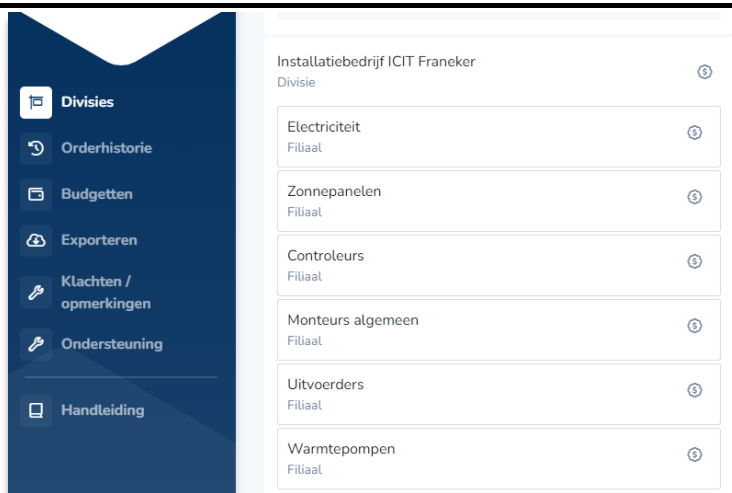 Divisies
Orderhistorie
Budgetten
Exporteren
Klachten /
opmerkingen
Ondersteuning
Handleiding
Installatiebedrijf ICIT Franeker
Divisie
Electriciteit
Filiaal
Zonnepanelen
Filiaal
Controleurs
Filiaal
Monteurs algemeen
Filiaal
Uitvoerders
Filiaal
Warmtepompen
Filiaal